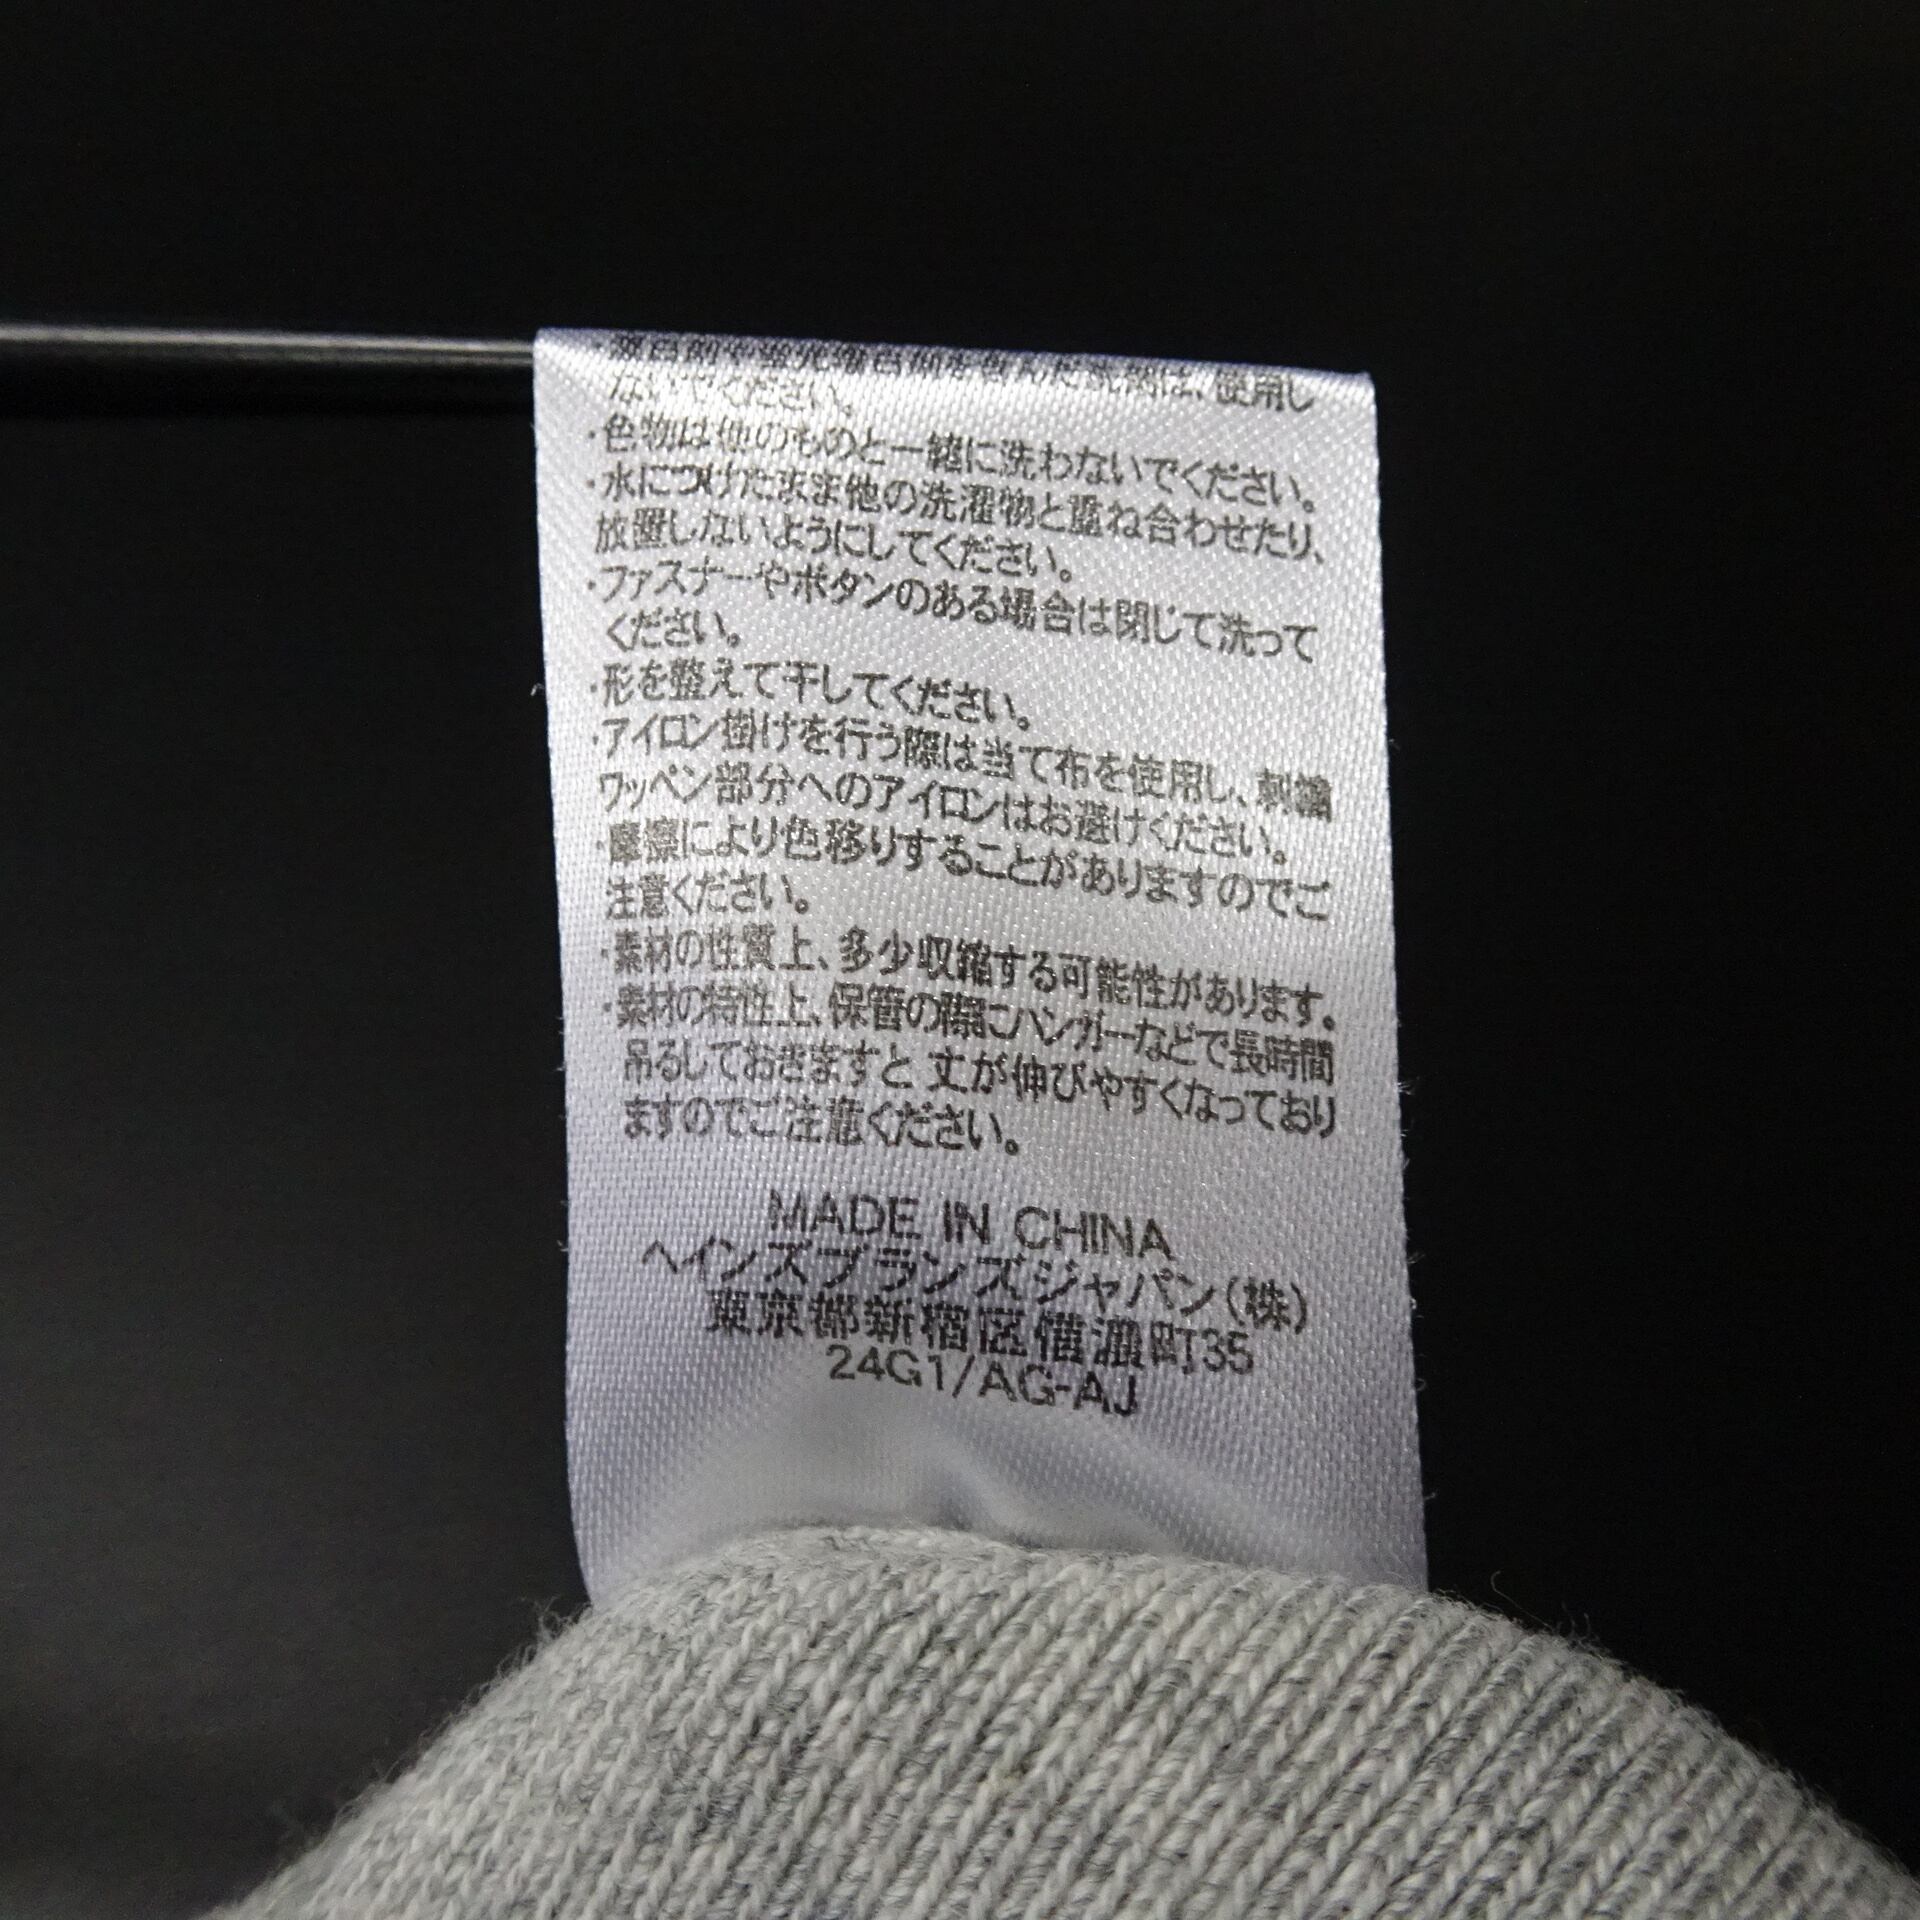 は、使用し
ないでください。
・色物は他のものと一緒に洗わないでください。
・水につけたまま他の洗濯物と重ね合わせたり、
放置しないようにしてください。
・ファスナーやボタンのある場合は閉じて洗って
ください。
・形を整えて干してください。
・アイロン掛けを行う際は当て布を使用し、刺繍
ワッペン部分へのアイロンはお避けください。
・摩擦により色移りすることがありますのでご
注意ください。
・素材の性質上、多少収縮する可能性があります。
・素材の特性上、保管の際にハンガーなどで長時間
吊るしておきますと 丈が伸びやすくなっており
ますのでご注意ください。
MADE IN CHINA
ヘインズブランズジャパン(株)
東京都新宿区信濃町35
24G1/AG-AJ